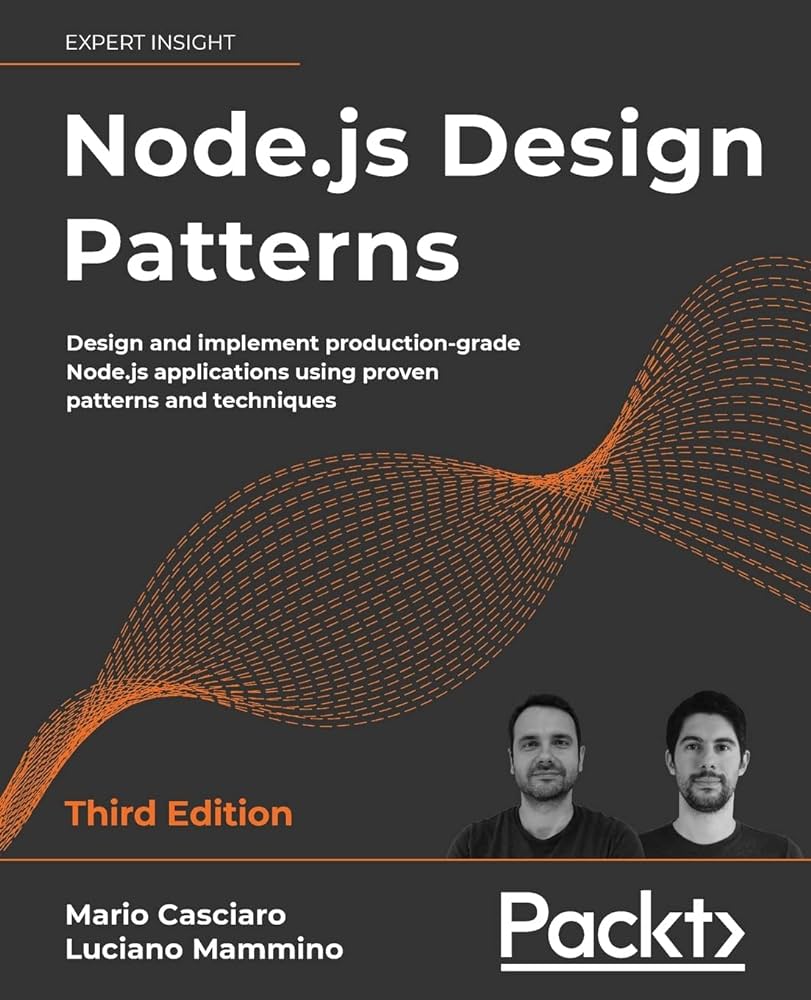 EXPERT INSIGHT
Node.js Design
Patterns
Design and implement production-grade
Node.js applications using proven
patterns and techniques
Third Edition
Mario Casciaro
Luciano Mammino
Packt>